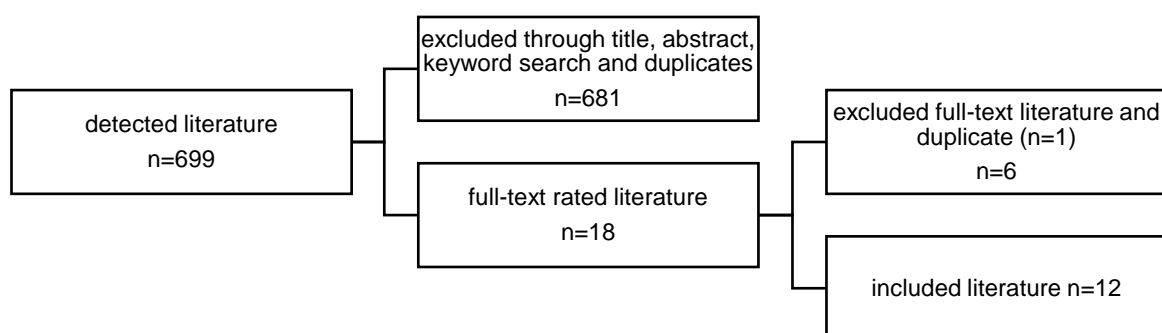 detected literature
n=699
excluded through title, abstract,
keyword search and duplicates
n=681
full-text rated literature
n=18
excluded full-text literature and
duplicate (n=1)
n=6
included literature n=12